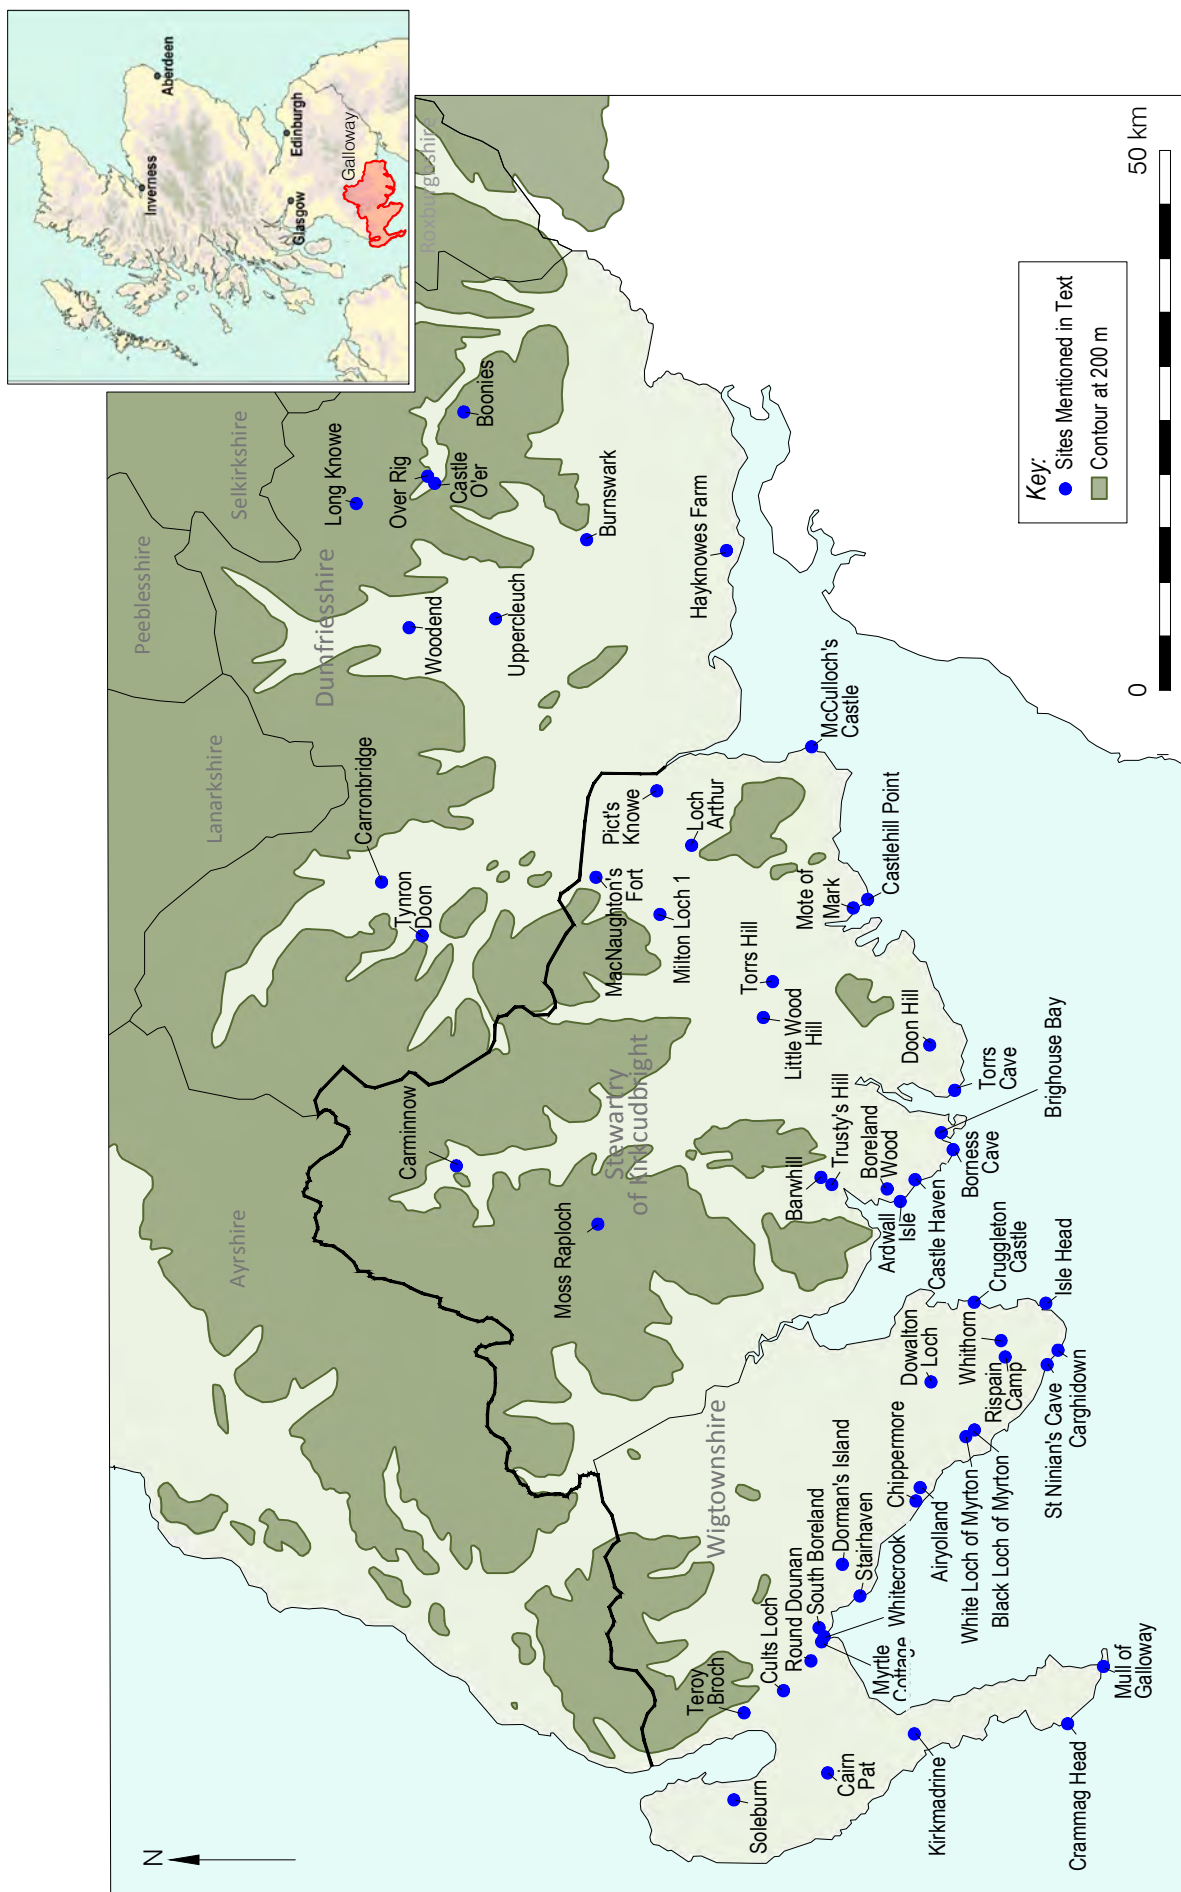 Aberdeen
Inverness
Edinburgh
Glasgow
Galloway
Peeblesshire
Selkirkshire
Roxburgshire
Lanarkshire
Ayrshire
Dumfriesshire
Stewartry
of Kirkcudbright
Wigtownshire
N
Long Knowe
Over Rig
Castle
O'er
Boonies
Woodend
Uppercleuch
Burnswark
Hayknowes Farm
Carronbridge
Tynron
Doon
Carminnow
Moss Raploch
Pict's
Knowe
MacNaughton's
Fort
Loch
Arthur
Milton Loch 1
McCulloch's
Castle
Castlehill Point
Mote of
Mark
Torrs Hill
Little Wood
Hill
Doon Hill
Torrs
Cave
Brighouse Bay
Borness
Cave
Barwhill
Trusty's Hill
Boreland
Wood
Ardwall
Isle
Castle Haven
Cruggleton
Castle
Isle Head
Dowalton
Loch
Whithorn
Rispain
Camp
St Ninian's Cave
Carghidown
White Loch of Myrton
Black Loch of Myrton
Chippermore
Airyolland
Dorman's Island
Stairhaven
South Boreland
Whitecrook
Round Dounan
Cults Loch
Myrtle
Cottage
Teroy
Broch
Soleburn
Cairn
Pat
Kirkmadrine
Crammag Head
Mull of
Galloway
Key:
Sites Mentioned in Text
Contour at 200 m
0
50 km